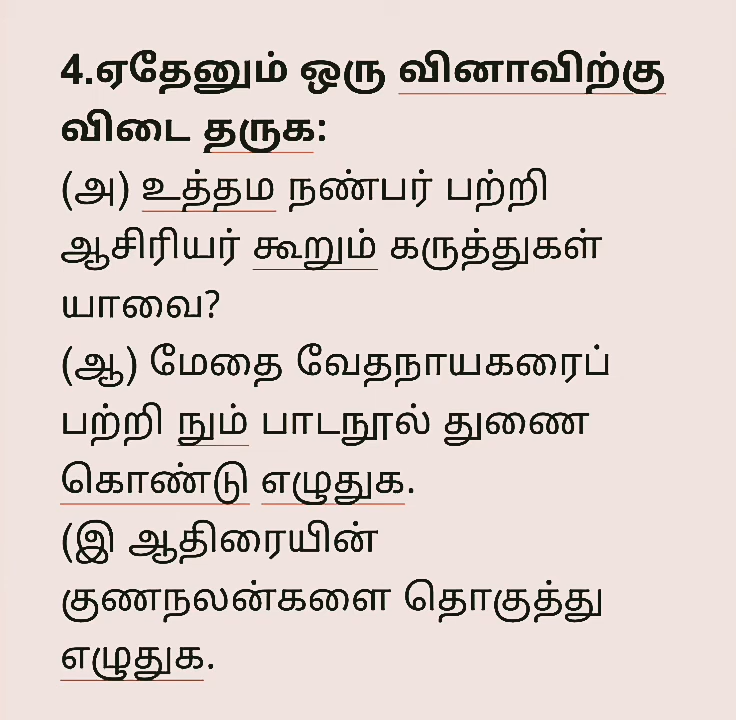 4.ஏதேனும் ஒரு வினாவிற்கு
விடை தருக:
(அ) உத்தம நண்பர் பற்றி
ஆசிரியர் கூறும் கருத்துகள்
யாவை?
(ஆ) மேதை வேதநாயகரைப்
பற்றி நும் பாடநூல் துணை
கொண்டு எழுதுக.
(இ ஆதிரையின்
குணநலன்களை தொகுத்து
எழுதுக.